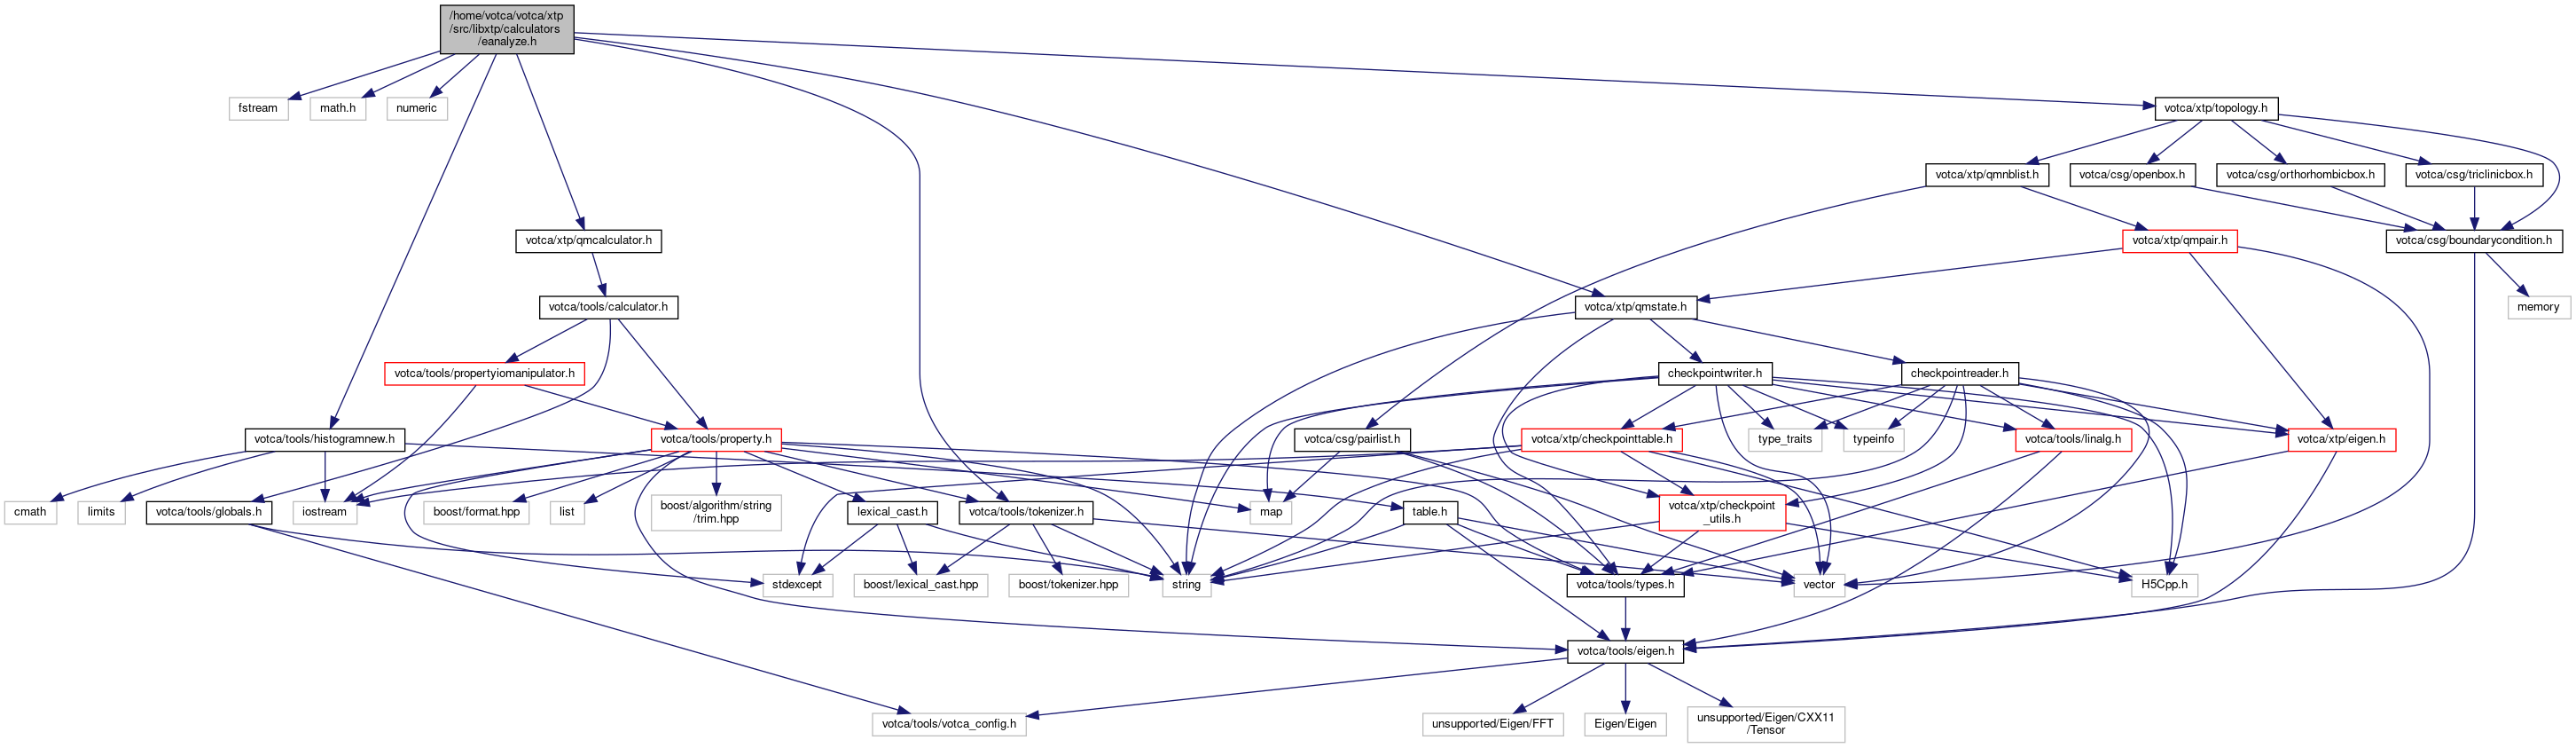 /home/votca/votca/xtp
/src/libxtp/calculators
/eanalyze.h
fstream
math.h
numeric
votca/xtp/topology.h
votca/xtp/qmnblist.h
votca/csg/openbox.h
votca/csg/orthorhombicbox.h
votca/csg/triclinicbox.h
votca/xtp/qmcalculator.h
votca/xtp/qmpair.h
votca/csg/boundarycondition.h
votca/tools/calculator.h
votca/xtp/qmstate.h
memory
votca/tools/propertyiomanipulator.h
checkpointwriter.h
checkpointreader.h
votca/tools/histogramnew.h
votca/tools/property.h
votca/csg/pairlist.h
votca/xtp/checkpointtable.h
type_traits
typeinfo
votca/tools/linalg.h
votca/xtp/eigen.h
cmath
limits
votca/tools/globals.h
iostream
boost/format.hpp
list
boost/algorithm/string
/trim.hpp
lexical_cast.h
votca/tools/tokenizer.h
map
table.h
votca/xtp/checkpoint
_utils.h
stdexcept
boost/lexical_cast.hpp
boost/tokenizer.hpp
string
votca/tools/types.h
vector
H5Cpp.h
votca/tools/eigen.h
votca/tools/votca_config.h
unsupported/Eigen/FFT
Eigen/Eigen
unsupported/Eigen/CXX11
/Tensor